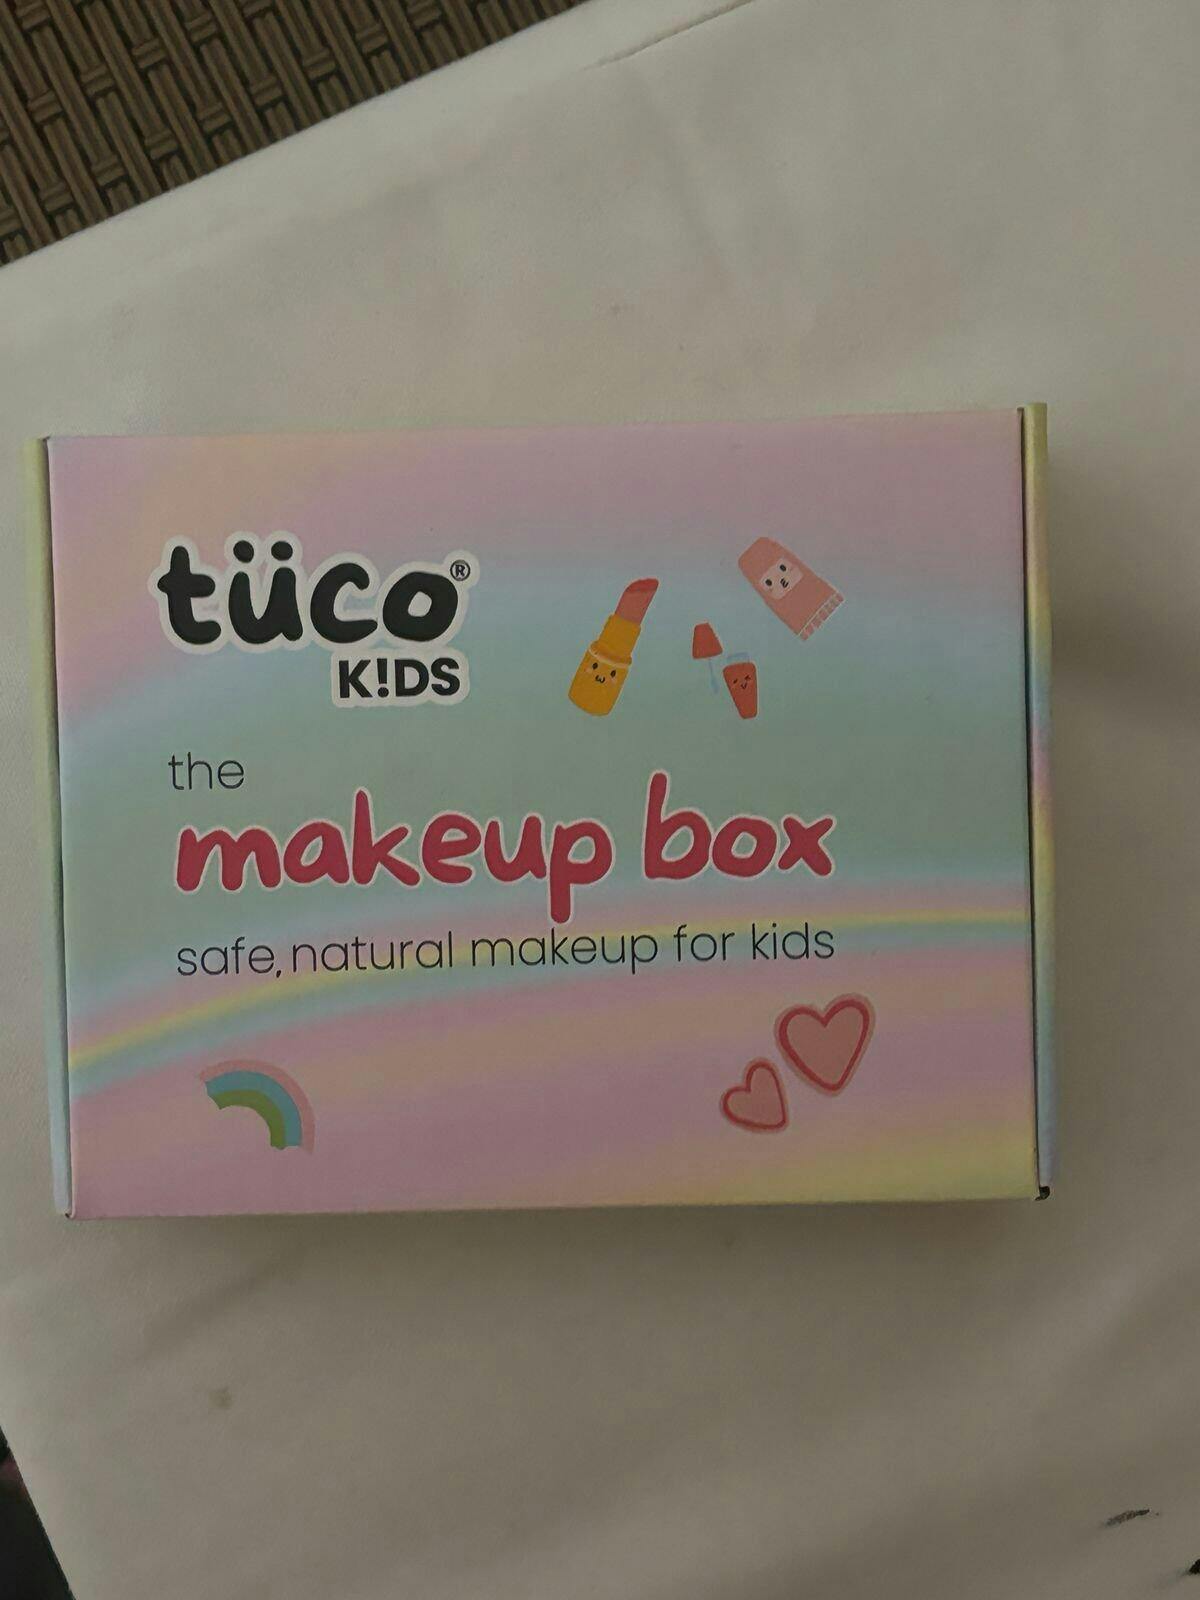 tüco®
K!DS
the
makeup box
safe, natural makeup for kids